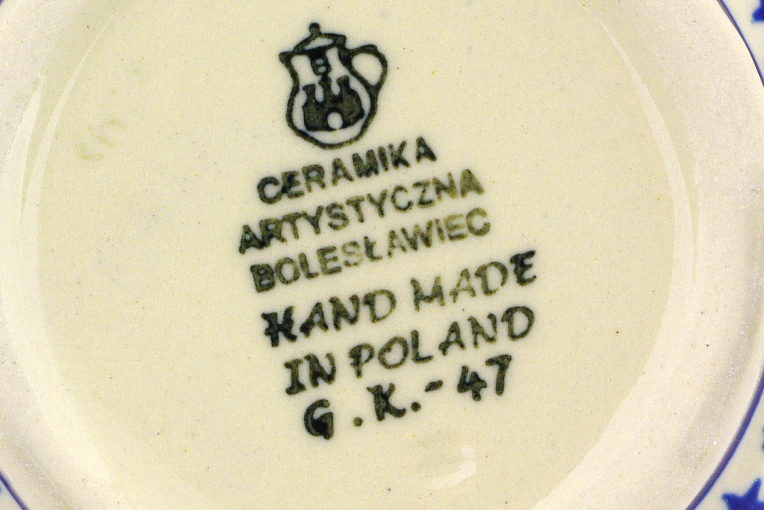 B
CERAMIKA
ARTYSTYCZNA
BOLESŁAWIEC
HAND MADE
IN POLAND
G.K.-47